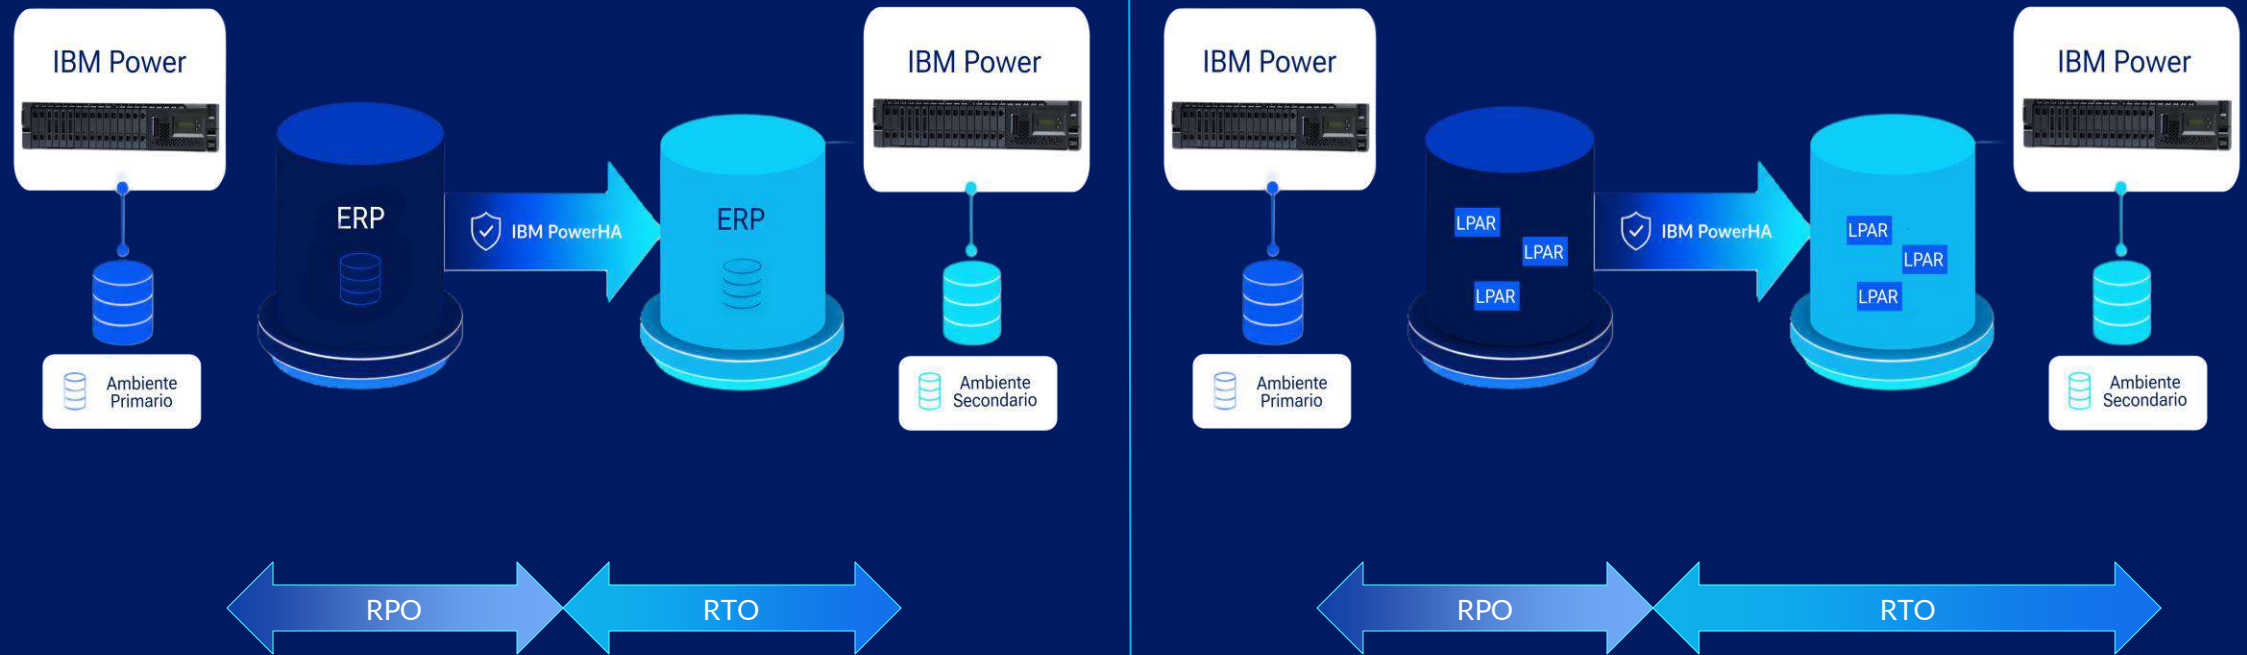 IBM Power
ERP
IBM PowerHA
ERP
IBM Power
Ambiente
Primario
Ambiente
Secondario
RPO
RTO
IBM Power
LPAR
LPAR
LPAR
IBM PowerHA
LPAR
LPAR
LPAR
IBM Power
Ambiente
Primario
Ambiente
Secondario
RPO
RTO